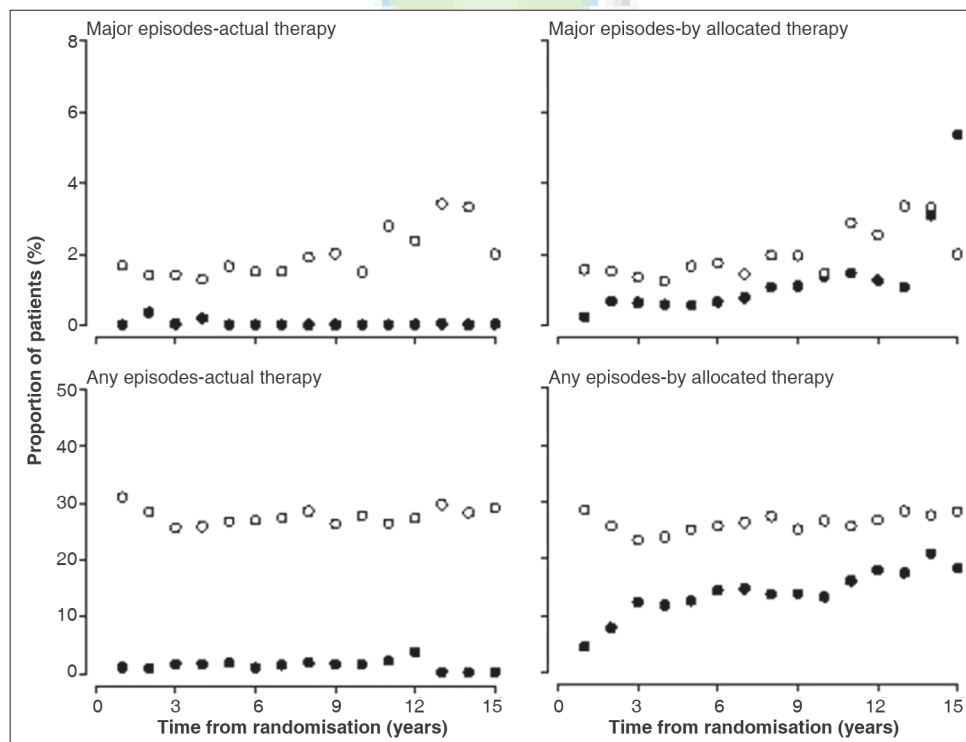 Major episodes-actual therapy
Major episodes-by allocated therapy
8
6
4
2
0
Proportion of patients (%)
Any episodes-actual therapy
Any episodes-by allocated therapy
50
40
30
20
10
0
0 3 6 9 12 15
0 3 6 9 12 15
Time from randomisation (years)
Time from randomisation (years)